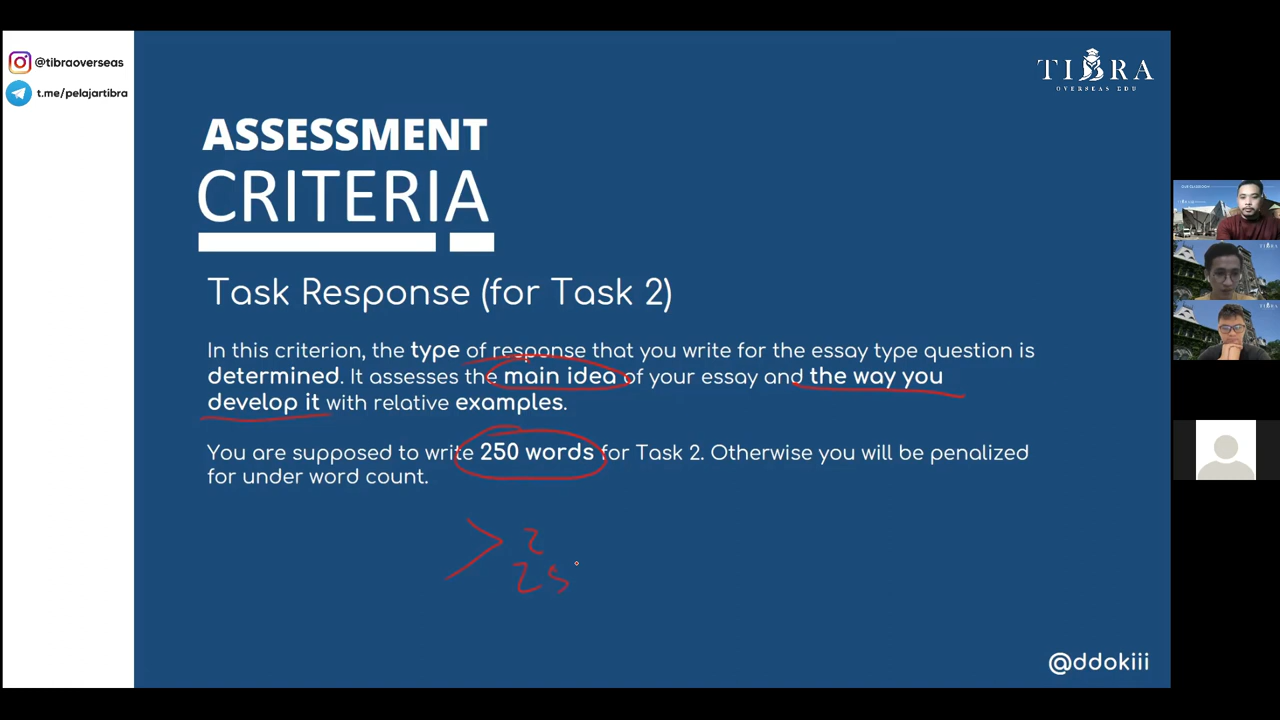 @tibraoverseas
t.me/pelajartibra
TIBRA
OVERSEAS EDU
ASSESSMENT
CRITERIA
Task Response (for Task 2)
In this criterion, the type of response that you write for the essay type question is
determined. It assesses the main idea of your essay and the way you
develop it with relative examples.
You are supposed to write 250 words for Task 2. Otherwise you will be penalized
for under word count.
> 2
25
@ddokiii